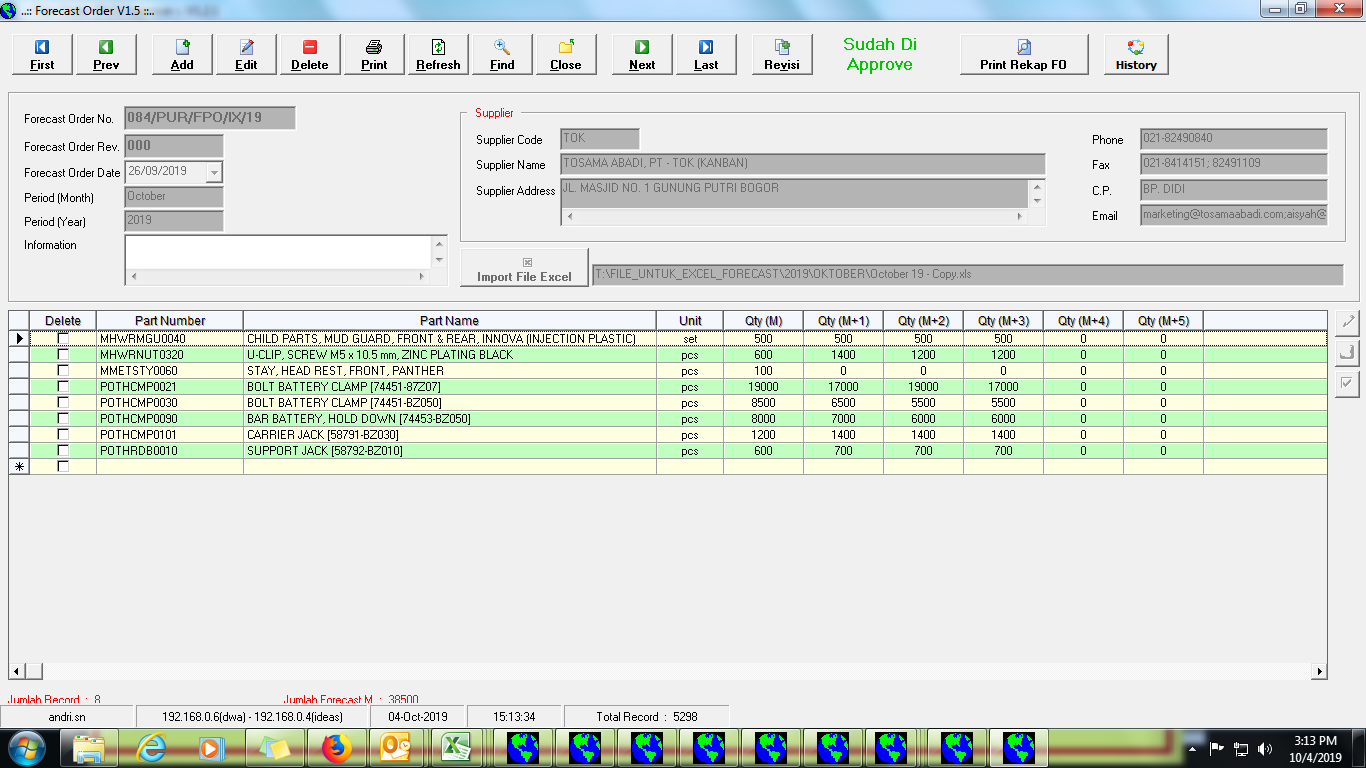 ..:: Forecast Order V1.5 ::..
First Prev Add Edit Delete Print Refresh Find Close Next Last Revisi Sudah Di Approve Print Rekap FO History
Forecast Order No. 084/PUR/FPO/IX/19
Forecast Order Rev. 000
Forecast Order Date 26/09/2019
Period (Month) October
Period (Year) 2019
Information
Supplier
Supplier Code TOK
Supplier Name TOSAMA ABADI, PT - TOK (KANBAN)
Supplier Address JL. MASJID NO. 1 GUNUNG PUTRI BOGOR
Phone 021-82490840
Fax 021-8414151; 82491109
C.P. BP. DIDI
Email marketing@tosamaabadi.com;aisyah@
Import File Excel T:\FILE_UNTUK_EXCEL_FORECAST\2019\OKTOBER\October 19 - Copy.xls
Delete Part Number Part Name Unit Qty (M) Qty (M+1) Qty (M+2) Qty (M+3) Qty (M+4) Qty (M+5)
MHWRMGU0040 CHILD PARTS, MUD GUARD, FRONT & REAR, INNOVA (INJECTION PLASTIC) set 500 500 500 500 0 0
MHWRNUT0320 U-CLIP, SCREW M5 x 10.5 mm, ZINC PLATING BLACK pcs 600 1400 1200 1200 0 0
MMETSTY0060 STAY, HEAD REST, FRONT, PANTHER pcs 100 0 0 0 0 0
POTHCMP0021 BOLT BATTERY CLAMP [74451-87Z07] pcs 19000 17000 19000 17000 0 0
POTHCMP0030 BOLT BATTERY CLAMP [74451-BZ050] pcs 8500 6500 5500 5500 0 0
POTHCMP0090 BAR BATTERY, HOLD DOWN [74453-BZ050] pcs 8000 7000 6000 6000 0 0
POTHCMP0101 CARRIER JACK [58791-BZ030] pcs 1200 1400 1400 1400 0 0
POTHRDB0010 SUPPORT JACK [58792-BZ010] pcs 600 700 700 700 0 0
Jumlah Record : 8 Jumlah Forecast M : 38500
andri.sn 192.168.0.6(dwa) - 192.168.0.4(ideas) 04-Oct-2019 15:13:34 Total Record : 5298
3:13 PM
10/4/2019